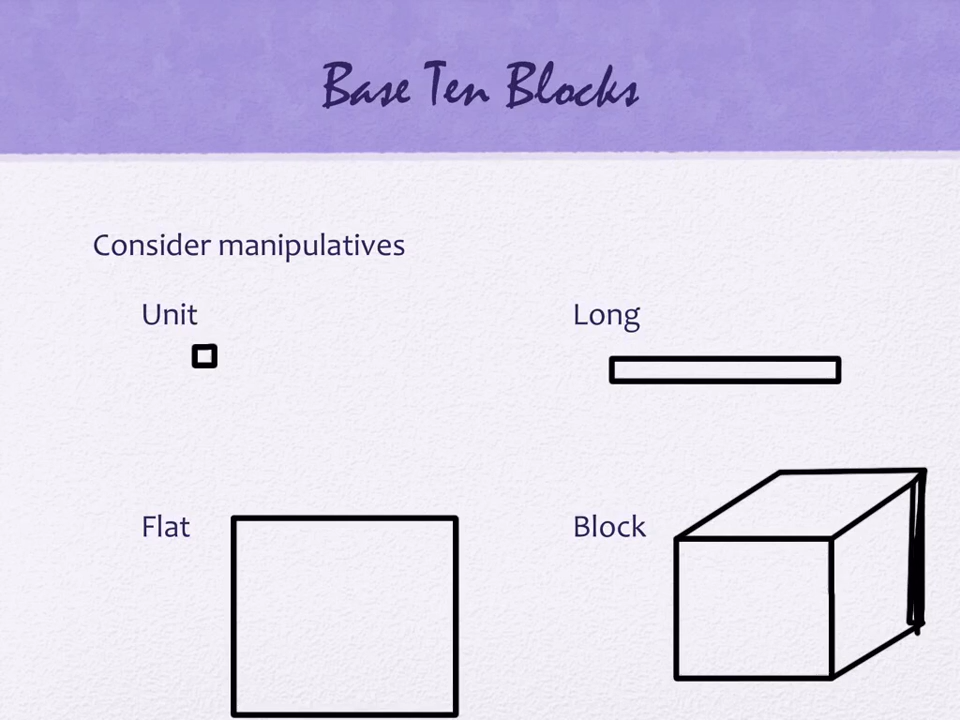 Base Ten Blocks
Consider manipulatives
Unit
Long
Flat
Block